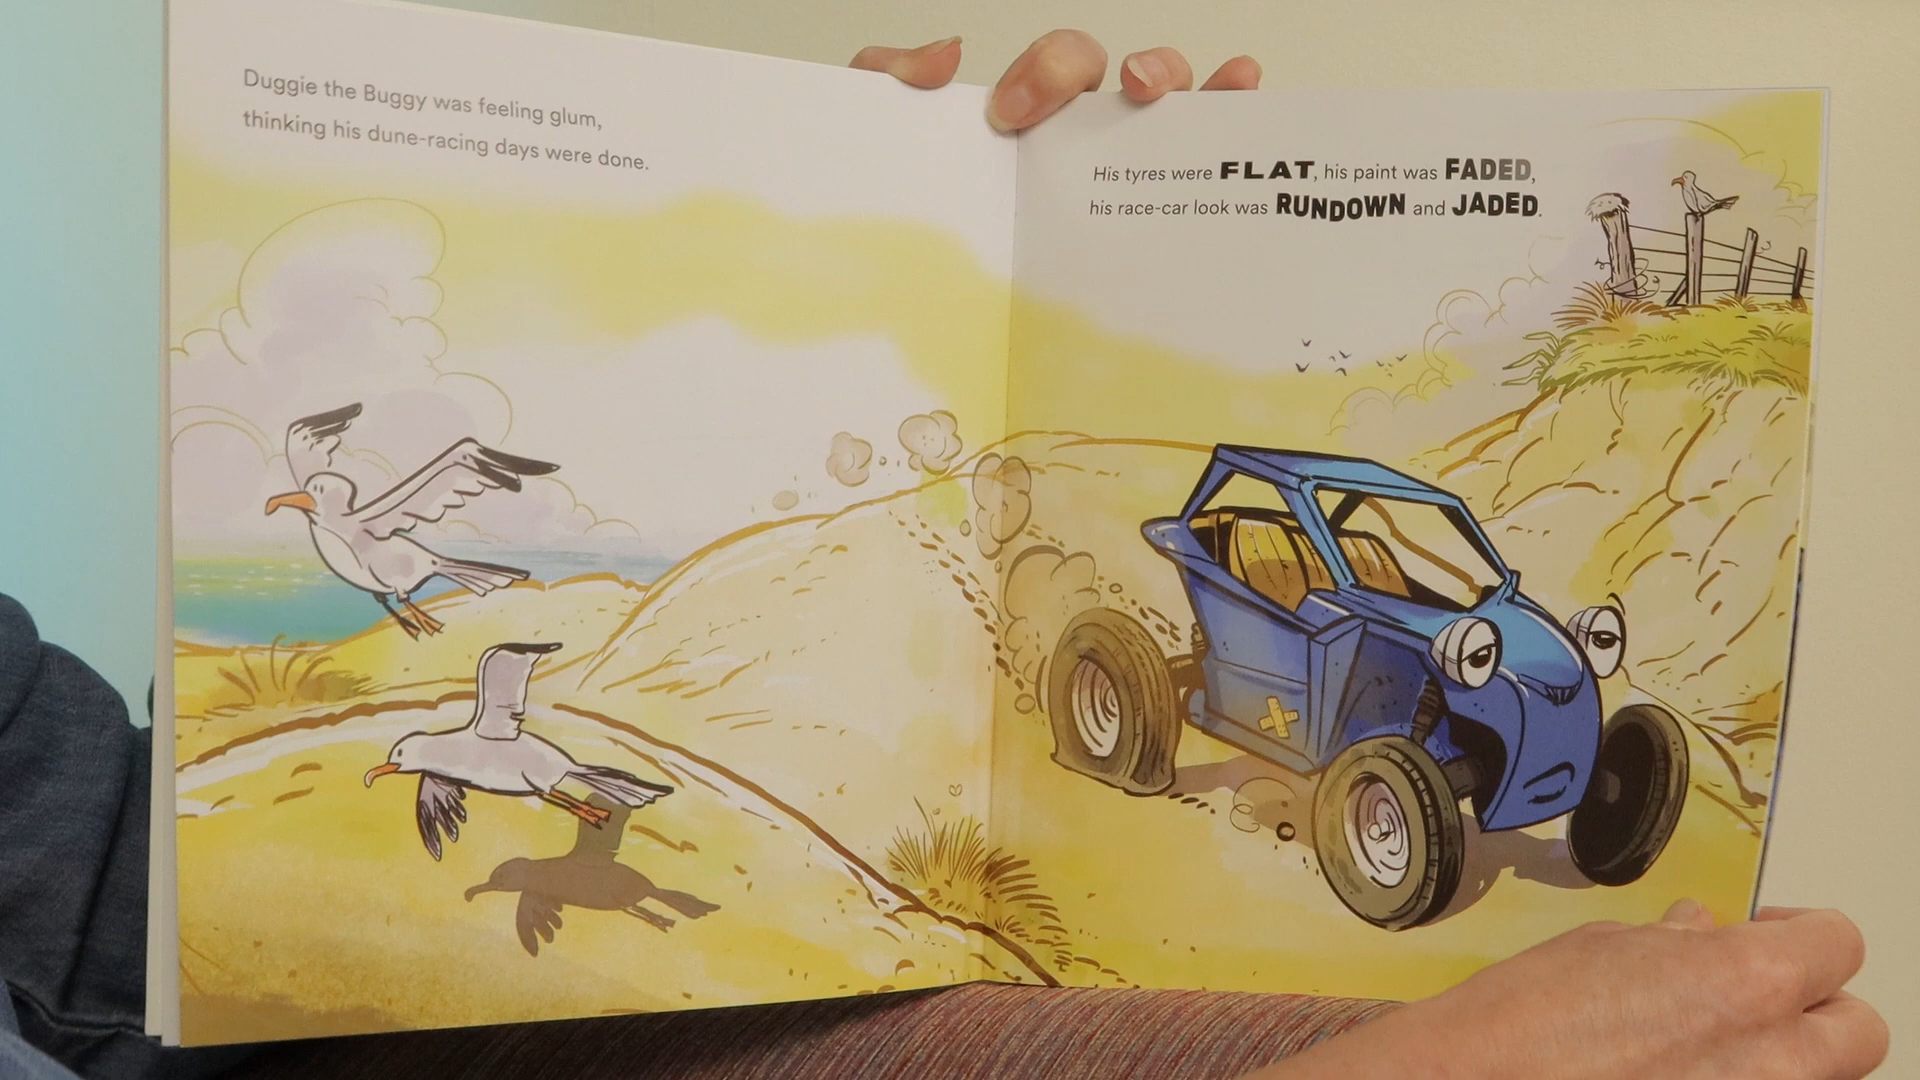 Duggie the Buggy was feeling glum,
thinking his dune-racing days were done.
His tyres were FLAT, his paint was FADED,
his race-car look was RUNDOWN and JADED.